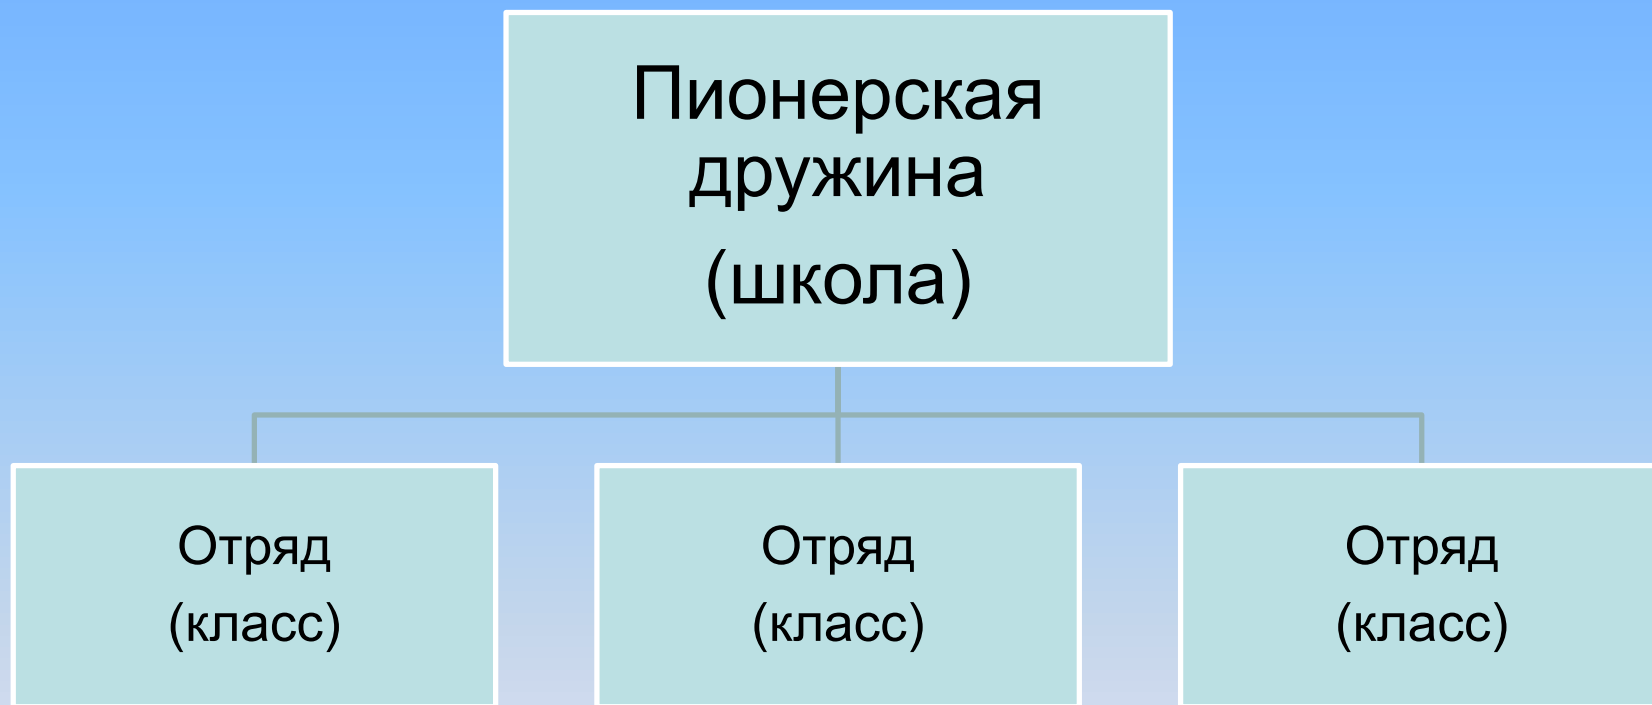 Пионерская
дружина
(школа)
Отряд
(класс)
Отряд
(класс)
Отряд
(класс)